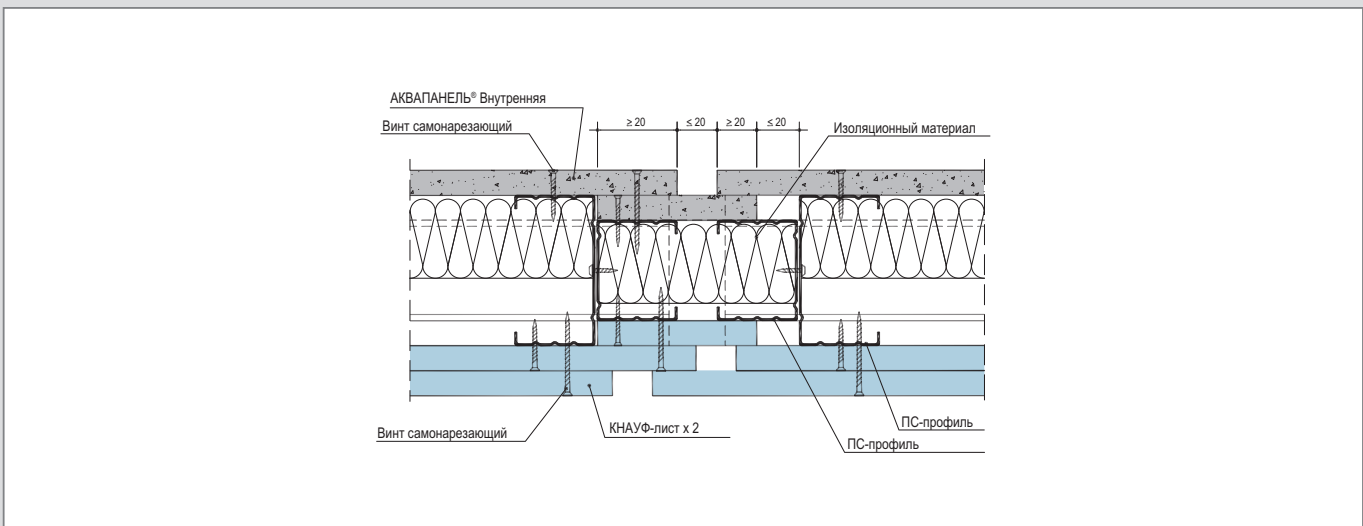 АКВАПАНЕЛЬ® Внутренняя
Винт самонарезающий
≥ 20
≤ 20
≥ 20
≤ 20
Изоляционный материал
Винт самонарезающий
КНАУФ-лист x 2
ПС-профиль
ПС-профиль